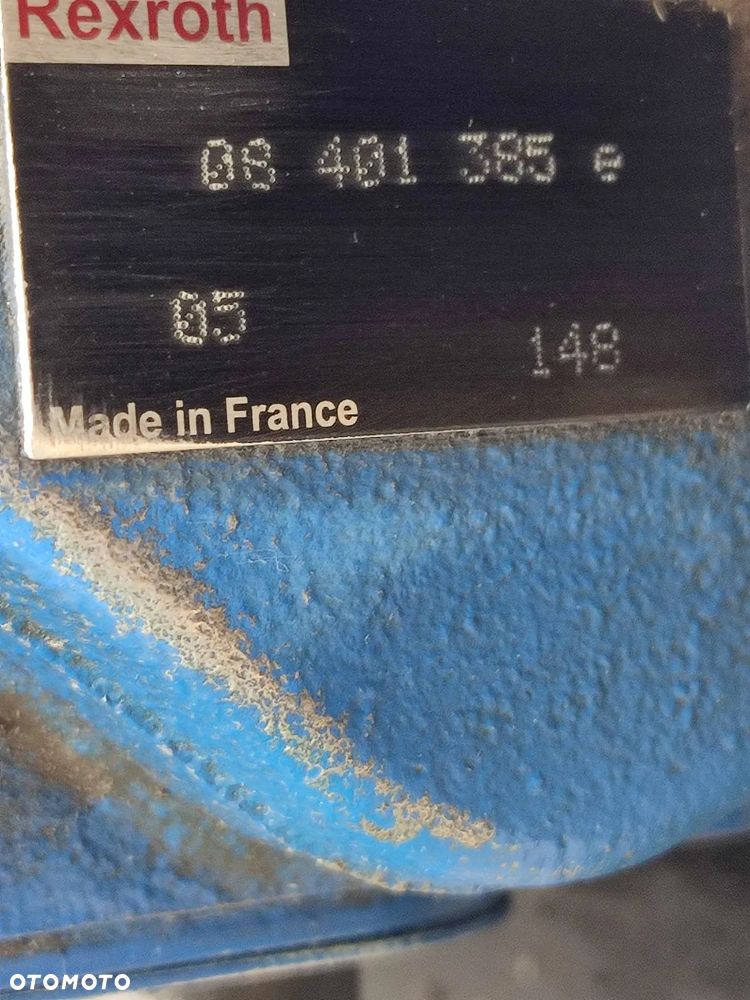 Rexroth
08 401 385 e
05
148
Made in France
OTOMOTO